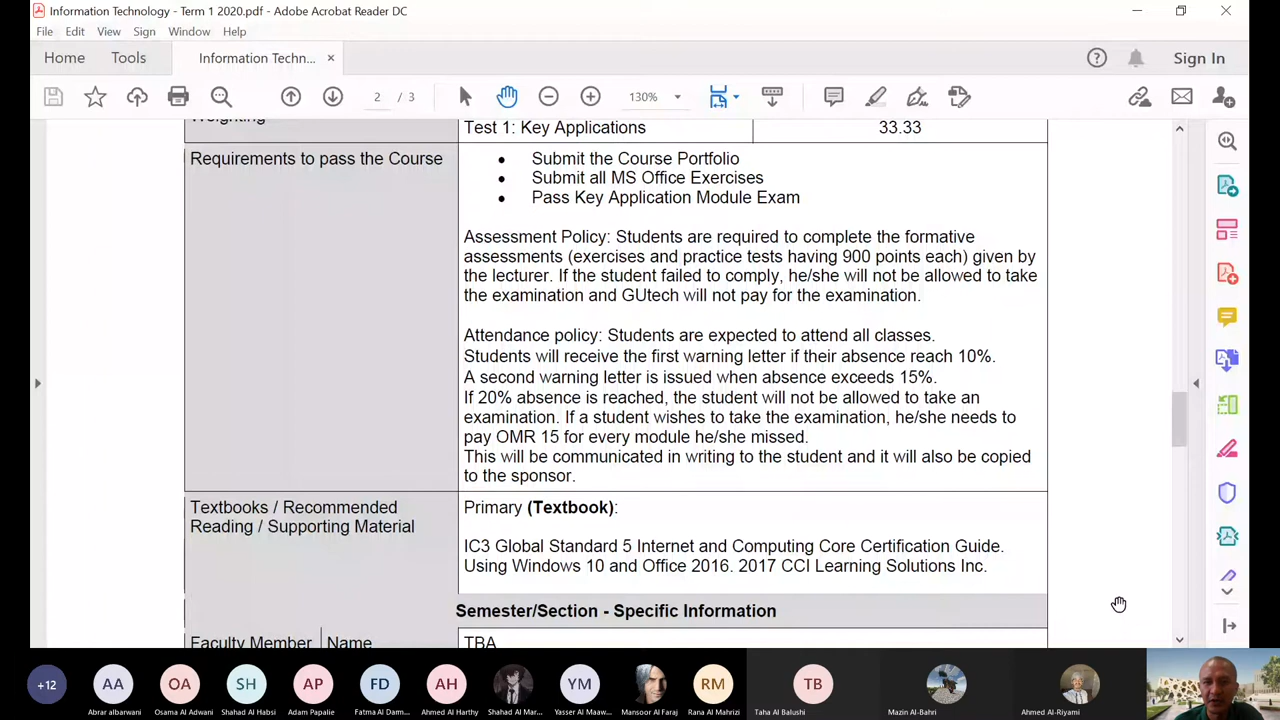 Information Technology - Term 1 2020.pdf - Adobe Acrobat Reader DC
File Edit View Sign Window Help
Home Tools Information Techn... × Sign In
2 / 3 130%
Weighting Test 1: Key Applications 33.33
Requirements to pass the Course
• Submit the Course Portfolio
• Submit all MS Office Exercises
• Pass Key Application Module Exam
Assessment Policy: Students are required to complete the formative
assessments (exercises and practice tests having 900 points each) given by
the lecturer. If the student failed to comply, he/she will not be allowed to take
the examination and GUtech will not pay for the examination.
Attendance policy: Students are expected to attend all classes.
Students will receive the first warning letter if their absence reach 10%.
A second warning letter is issued when absence exceeds 15%.
If 20% absence is reached, the student will not be allowed to take an
examination. If a student wishes to take the examination, he/she needs to
pay OMR 15 for every module he/she missed.
This will be communicated in writing to the student and it will also be copied
to the sponsor.
Textbooks / Recommended
Reading / Supporting Material
Primary (Textbook):
IC3 Global Standard 5 Internet and Computing Core Certification Guide.
Using Windows 10 and Office 2016. 2017 CCI Learning Solutions Inc.
Semester/Section - Specific Information
Faculty Member Name TBA
+12 AA OA SH AP FD AH YM RM TB
Abrar albarwani Osama Al Adwani Shahad Al Habsi Adam Papalie Fatma Al Darm... Ahmed Al Harthy Shahad Al Mar... Yasser Al Maaw... Mansoor Al Faraj Rana Al Mahrizi Taha Al Balushi Mazin Al-Bahri Ahmed Al-Riyami